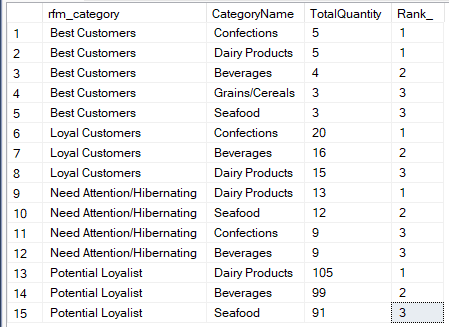 rfm_category CategoryName TotalQuantity Rank_
1 Best Customers Confections 5 1
2 Best Customers Dairy Products 5 1
3 Best Customers Beverages 4 2
4 Best Customers Grains/Cereals 3 3
5 Best Customers Seafood 3 3
6 Loyal Customers Confections 20 1
7 Loyal Customers Beverages 16 2
8 Loyal Customers Dairy Products 15 3
9 Need Attention/Hibernating Dairy Products 13 1
10 Need Attention/Hibernating Seafood 12 2
11 Need Attention/Hibernating Confections 9 3
12 Need Attention/Hibernating Beverages 9 3
13 Potential Loyalist Dairy Products 105 1
14 Potential Loyalist Beverages 99 2
15 Potential Loyalist Seafood 91 3